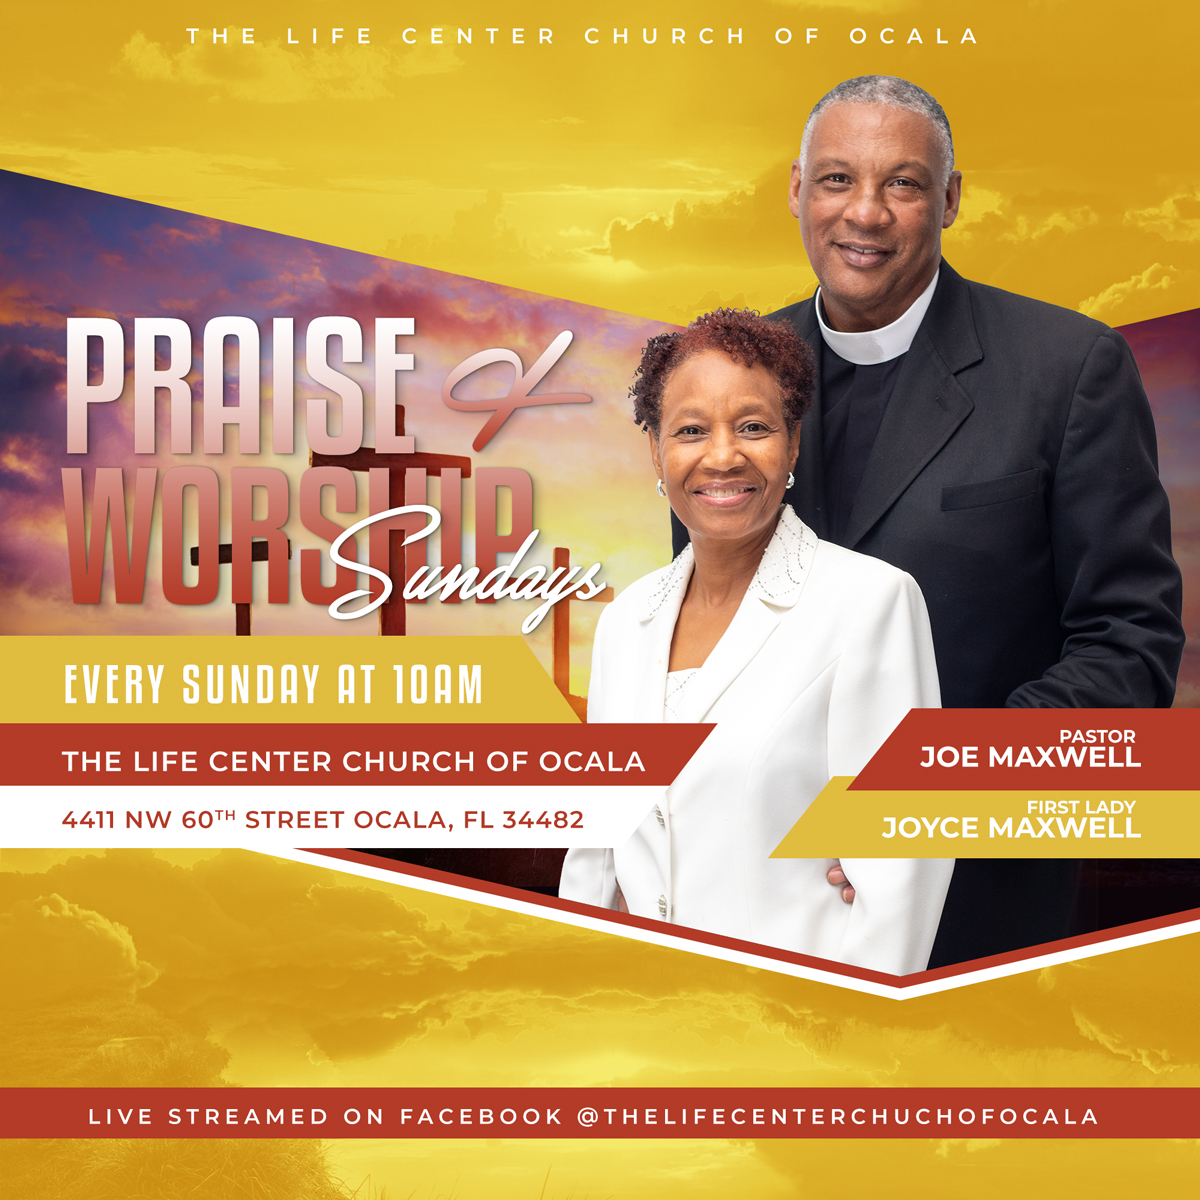 THE LIFE CENTER CHURCH OF OCALA
PRAISE &
WORSHIP
Sundays
EVERY SUNDAY AT 10AM
THE LIFE CENTER CHURCH OF OCALA
4411 NW 60TH STREET OCALA, FL 34482
PASTOR
JOE MAXWELL
FIRST LADY
JOYCE MAXWELL
LIVE STREAMED ON FACEBOOK @THELIFECENTERCHUCHOFOCALA